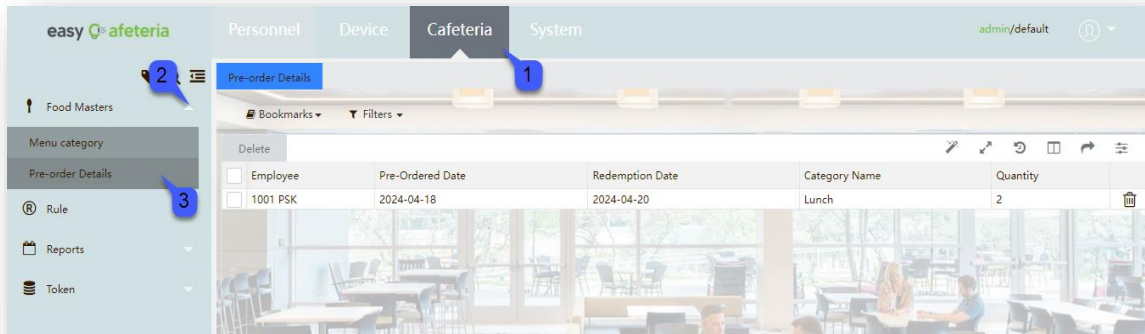 easy Cafeteria
Personnel Device Cafeteria System admin/default
1
2
Pre-order Details
Food Masters
Bookmarks Filters
Menu category
Delete
Pre-order Details
3
Employee Pre-Ordered Date Redemption Date Category Name Quantity
1001 PSK 2024-04-18 2024-04-20 Lunch 2
Rule
Reports
Token